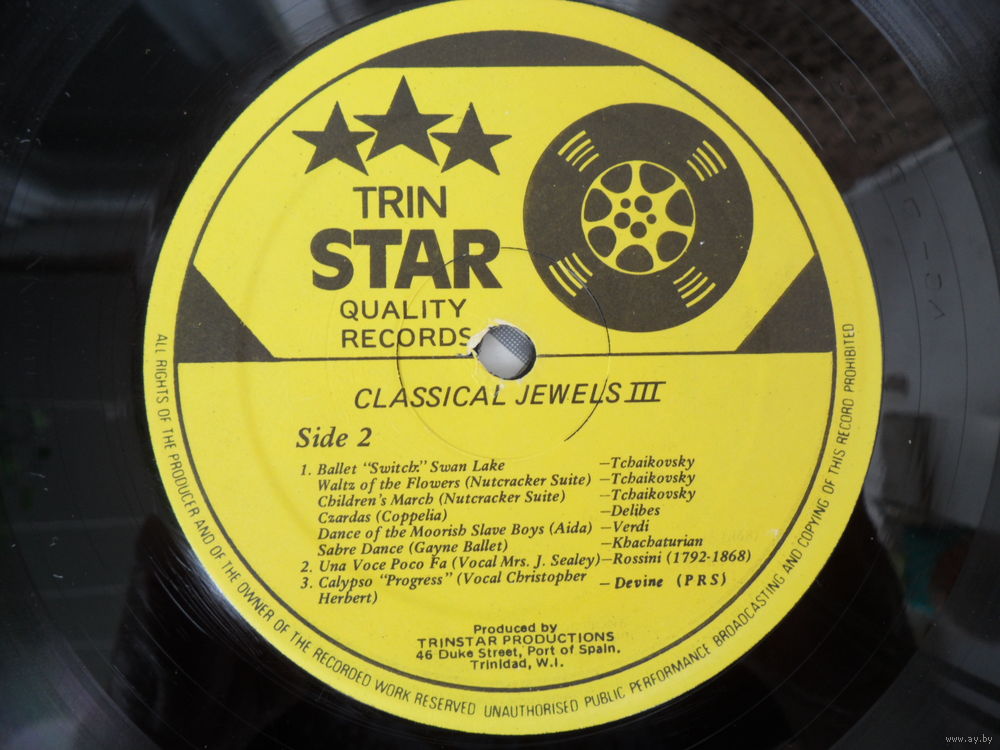 TRIN
STAR
QUALITY
RECORDS
CLASSICAL JEWELS III
Side 2
1. Ballet "Switch:" Swan Lake —Tchaikovsky
Waltz of the Flowers (Nutcracker Suite) —Tchaikovsky
Children's March (Nutcracker Suite) —Tchaikovsky
Czardas (Coppelia) —Delibes
Dance of the Moorish Slave Boys (Aida) —Verdi
Sabre Dance (Gayne Ballet) —Khachaturian
2. Una Voce Poco Fa (Vocal Mrs. J. Sealey)—Rossini (1792-1868)
3. Calypso "Progress" (Vocal Christopher — Devine (PRS)
Herbert)
Produced by
TRINSTAR PRODUCTIONS
46 Duke Street, Port of Spain.
Trinidad, W.I.
ALL RIGHTS OF THE PRODUCER AND OF THE OWNER OF THE RECORDED WORK RESERVED UNAUTHORISED PUBLIC PERFORMANCE BROADCASTING AND COPYING OF THIS RECORD PROHIBITED
www.ay.by